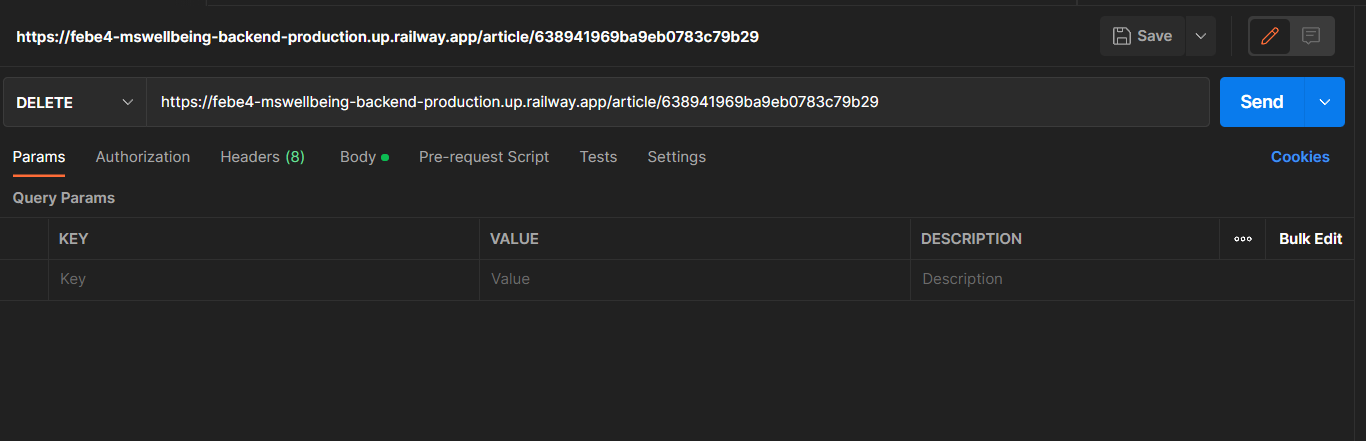 https://febe4-mswellbeing-backend-production.up.railway.app/article/638941969ba9eb0783c79b29 Save
DELETE https://febe4-mswellbeing-backend-production.up.railway.app/article/638941969ba9eb0783c79b29 Send
Params Authorization Headers (8) Body Pre-request Script Tests Settings Cookies
Query Params
KEY VALUE DESCRIPTION Bulk Edit
Key Value Description